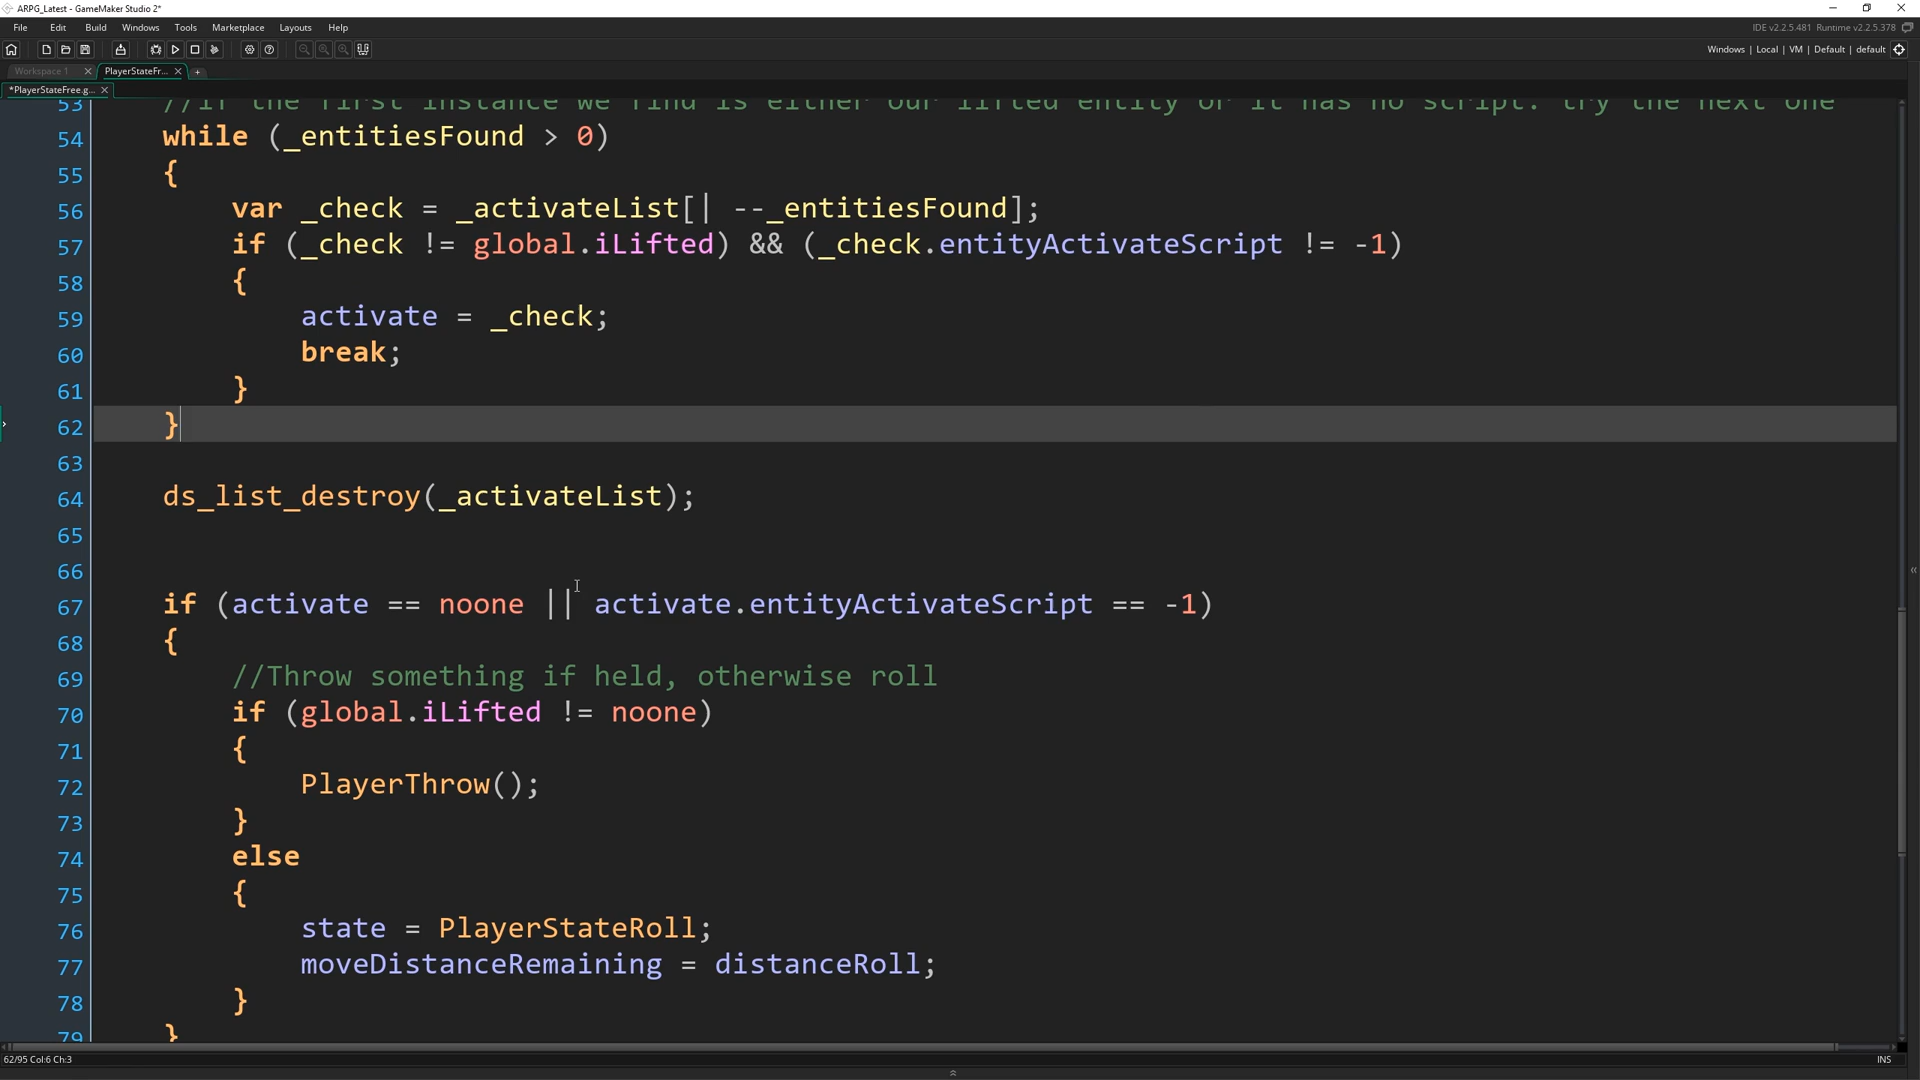 ARPG_Latest - GameMaker Studio 2*
File Edit Build Windows Tools Marketplace Layouts Help
IDE v2.2.5.481 Runtime v2.2.5.378
Windows | Local | VM | Default | default
Workspace 1 PlayerStateFr...
*PlayerStateFree.g...
53 //if the first instance we find is either our lifted entity or it has no script: try the next one
54 while (_entitiesFound > 0)
55 {
56 var _check = _activateList[| --_entitiesFound];
57 if (_check != global.iLifted) && (_check.entityActivateScript != -1)
58 {
59 activate = _check;
60 break;
61 }
62 }
63
64 ds_list_destroy(_activateList);
65
66
67 if (activate == noone || activate.entityActivateScript == -1)
68 {
69 //Throw something if held, otherwise roll
70 if (global.iLifted != noone)
71 {
72 PlayerThrow();
73 }
74 else
75 {
76 state = PlayerStateRoll;
77 moveDistanceRemaining = distanceRoll;
78 }
79 }
62/95 Col:6 Ch:3
INS